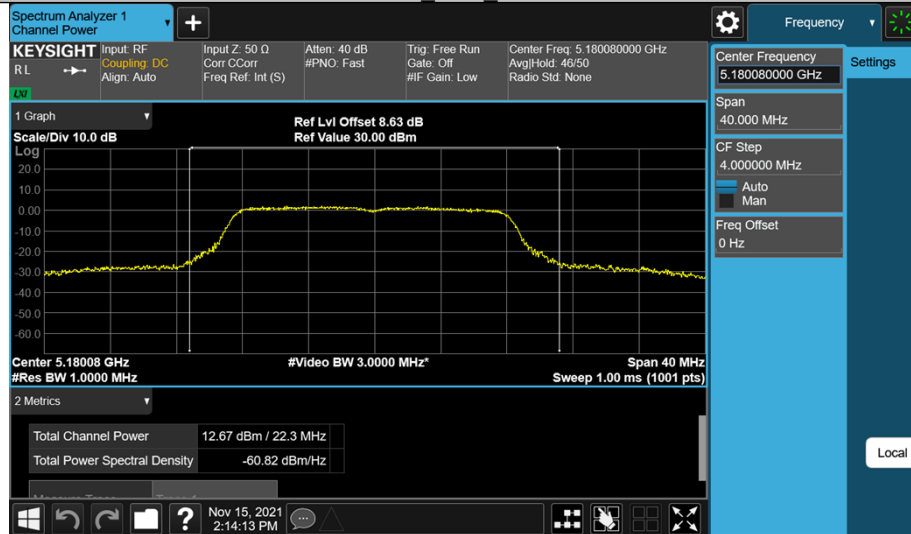 Spectrum Analyzer 1
Channel Power
Frequency
KEYSIGHT
R L
LXI
Input: RF
Coupling: DC
Align: Auto
Input Z: 50 Ω
Corr CCorr
Freq Ref: Int (S)
Atten: 40 dB
#PNO: Fast
Trig: Free Run
Gate: Off
#IF Gain: Low
Center Freq: 5.180080000 GHz
Avg|Hold: 46/50
Radio Std: None
Center Frequency
5.180080000 GHz
Settings
Span
40.000 MHz
CF Step
4.000000 MHz
Auto
Man
Freq Offset
0 Hz
Local
1 Graph
Scale/Div 10.0 dB
Ref Lvl Offset 8.63 dB
Ref Value 30.00 dBm
Log
20.0
10.0
0.00
-10.0
-20.0
-30.0
-40.0
-50.0
-60.0
Center 5.18008 GHz
#Res BW 1.0000 MHz
#Video BW 3.0000 MHz*
Span 40 MHz
Sweep 1.00 ms (1001 pts)
2 Metrics
Total Channel Power 12.67 dBm / 22.3 MHz
Total Power Spectral Density -60.82 dBm/Hz
?
Nov 15, 2021
2:14:13 PM